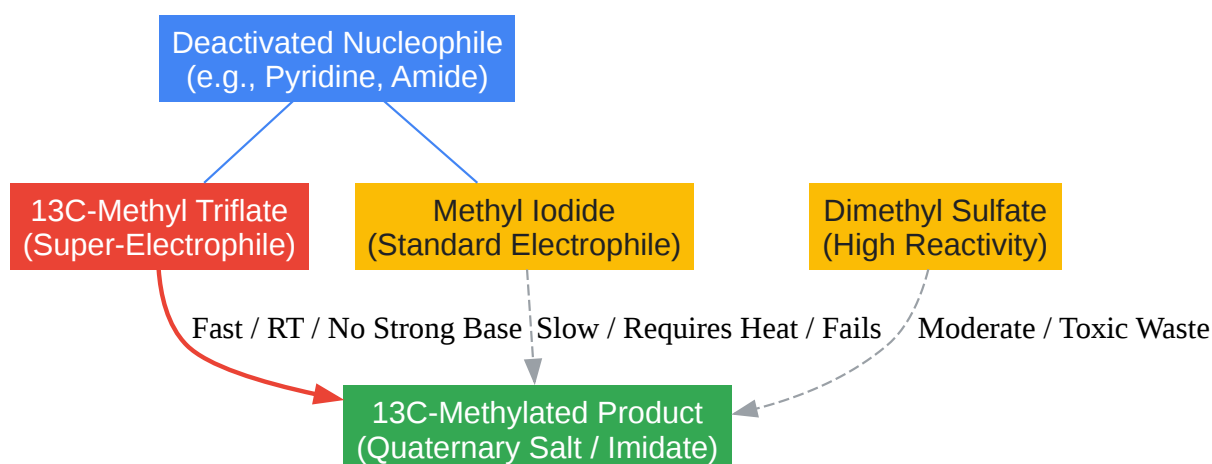 Deactivated Nucleophile
(e.g., Pyridine, Amide)
13C-Methyl Triflate
(Super-Electrophile)
Methyl Iodide
(Standard Electrophile)
Dimethyl Sulfate
(High Reactivity)
Fast / RT / No Strong Base
Slow / Requires Heat / Fails
Moderate / Toxic Waste
13C-Methylated Product
(Quaternary Salt / Imidate)